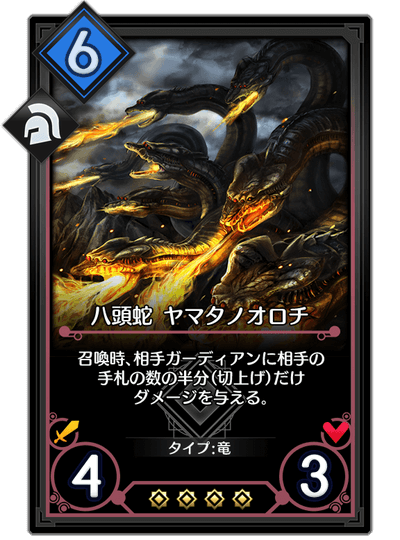 6
八頭蛇 ヤマタノオロチ
召喚時、相手ガーディアンに相手の
手札の数の半分(切上げ)だけ
ダメージを与える。
タイプ:竜
4
3